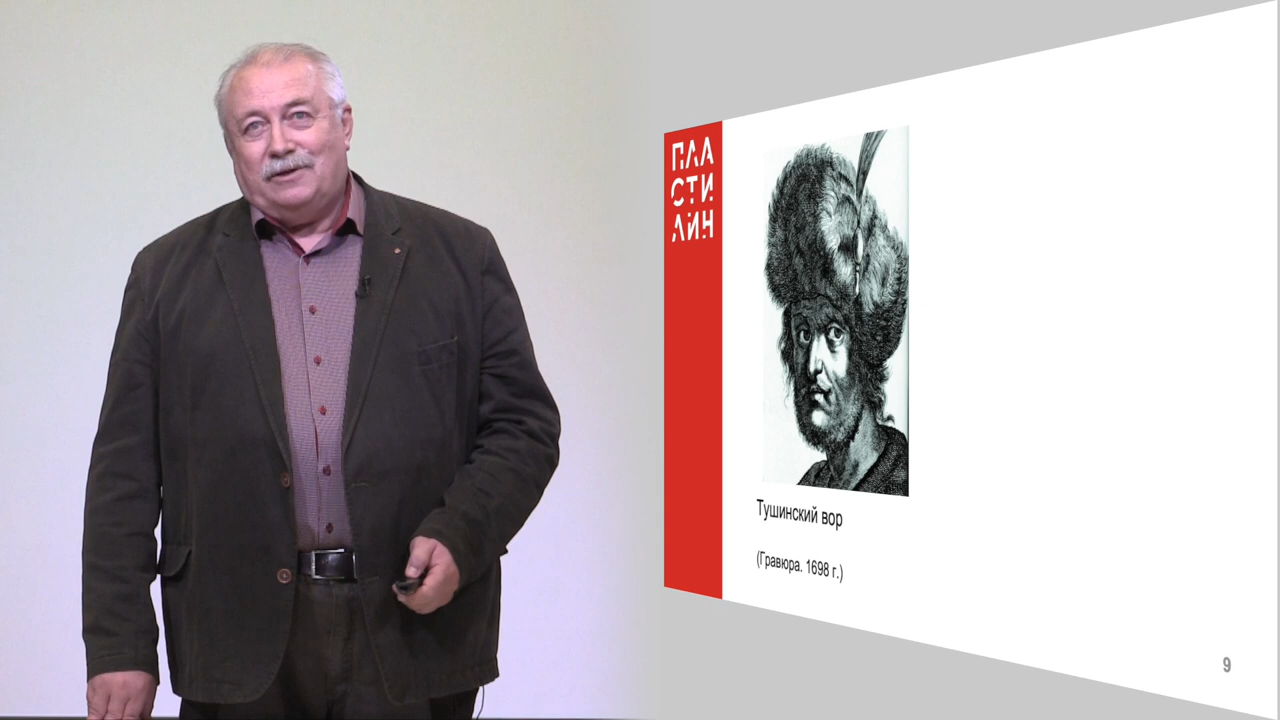 ПЛА
СТИ
ЛИН
Тушинский вор
(Гравюра. 1698 г.)
9